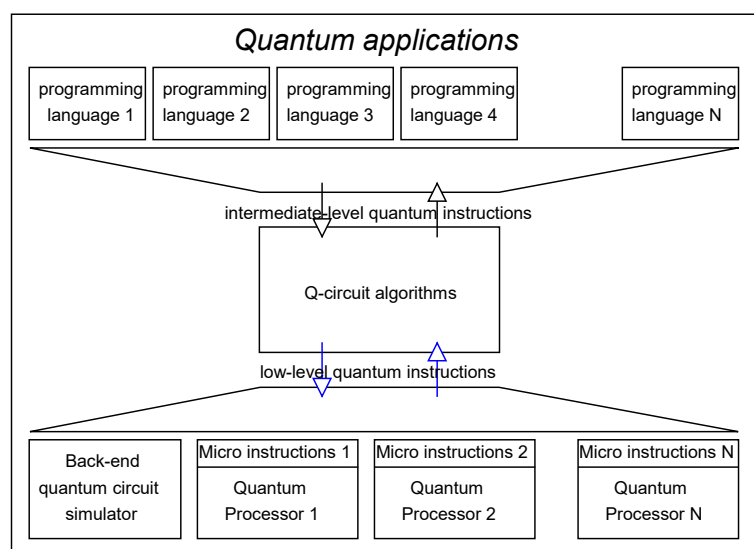 Quantum applications
programming
language 1
programming
language 2
programming
language 3
programming
language 4
programming
language N
intermediate-level quantum instructions
Q-circuit algorithms
low-level quantum instructions
Back-end
quantum circuit
simulator
Micro instructions 1
Quantum
Processor 1
Micro instructions 2
Quantum
Processor 2
Micro instructions N
Quantum
Processor N